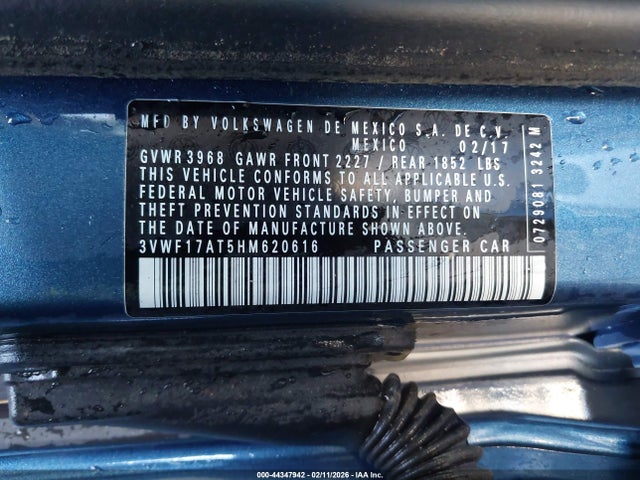 MFD BY VOLKSWAGEN DE MEXICO S.A. DE C.V.
MEXICO 02/17
GVWR 3968 GAWR FRONT 2227 / REAR 1852 LBS
THIS VEHICLE CONFORMS TO ALL APPLICABLE U.S.
FEDERAL MOTOR VEHICLE SAFETY, BUMPER AND
THEFT PREVENTION STANDARDS IN EFFECT ON
THE DATE OF MANUFACTURE SHOWN ABOVE.
3VWF17AT5HM620616 PASSENGER CAR
0729081 3242 M
000-44347942 - 02/11/2026 - IAA Inc.